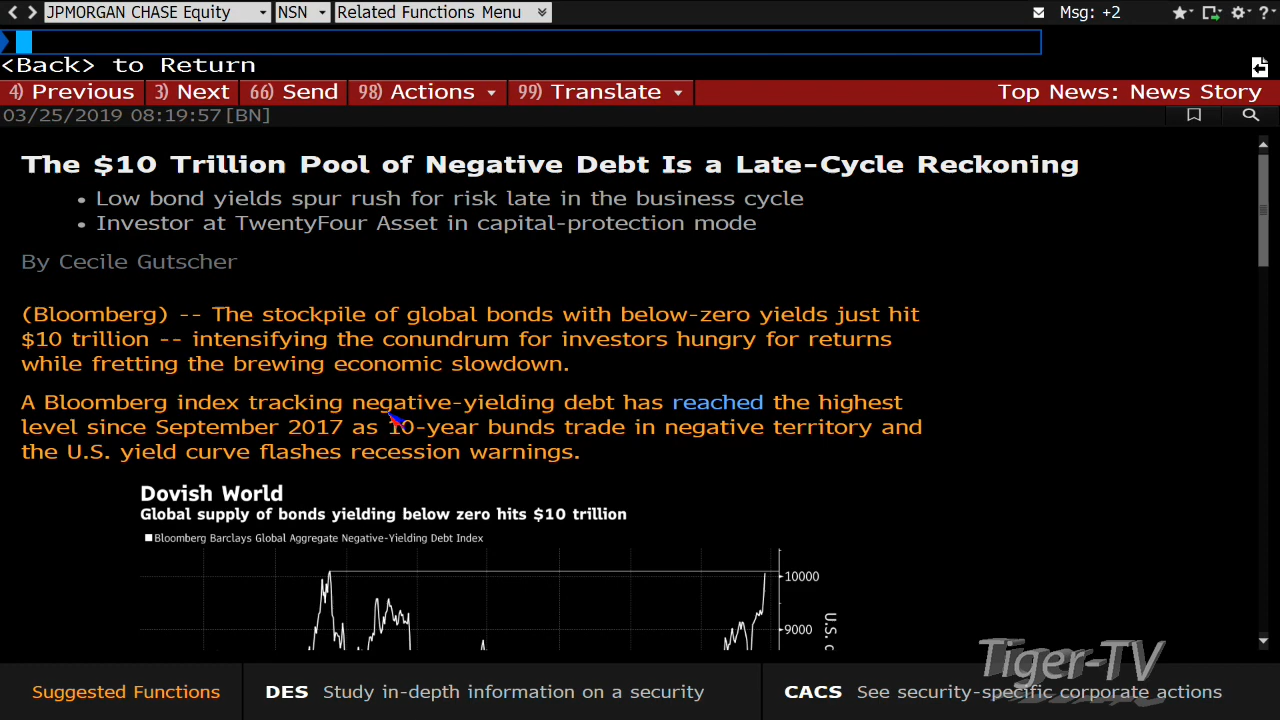 JPMORGAN CHASE Equity NSN Related Functions Menu Msg: +2
<Back> to Return
4) Previous 3) Next 66) Send 98) Actions 99) Translate Top News: News Story
03/25/2019 08:19:57 [BN]
The $10 Trillion Pool of Negative Debt Is a Late-Cycle Reckoning
• Low bond yields spur rush for risk late in the business cycle
• Investor at TwentyFour Asset in capital-protection mode
By Cecile Gutscher
(Bloomberg) -- The stockpile of global bonds with below-zero yields just hit
$10 trillion -- intensifying the conundrum for investors hungry for returns
while fretting the brewing economic slowdown.
A Bloomberg index tracking negative-yielding debt has reached the highest
level since September 2017 as 10-year bunds trade in negative territory and
the U.S. yield curve flashes recession warnings.
Dovish World
Global supply of bonds yielding below zero hits $10 trillion
Bloomberg Barclays Global Aggregate Negative-Yielding Debt Index
10000
9000
U.S.
Tiger-TV
Suggested Functions DES Study in-depth information on a security CACS See security-specific corporate actions